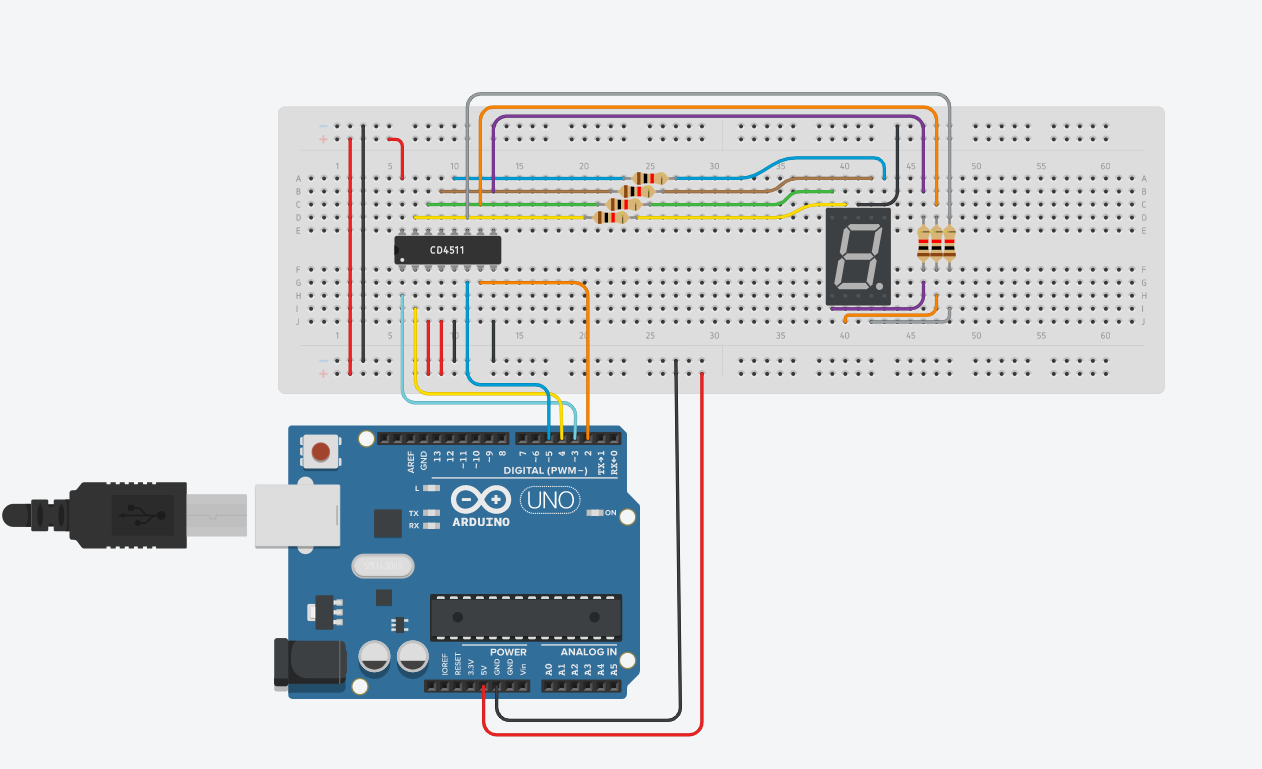 − −
+ +
1 5 10 15 20 25 30 35 40 45 50 55 60
A A
B B
C C
D D
E E
CD4511
F F
G G
H H
I I
J J
1 5 10 15 20 25 30 35 40 45 50 55 60
− −
+ +
AREF GND 13 12 ~11 ~10 ~9 8 7 ~6 ~5 4 ~3 2 TX→1 RX←0
DIGITAL (PWM~)
L
TX
RX
UNO
ARDUINO
ON
POWER ANALOG IN
IOREF RESET 3.3V 5V GND GND Vin A0 A1 A2 A3 A4 A5